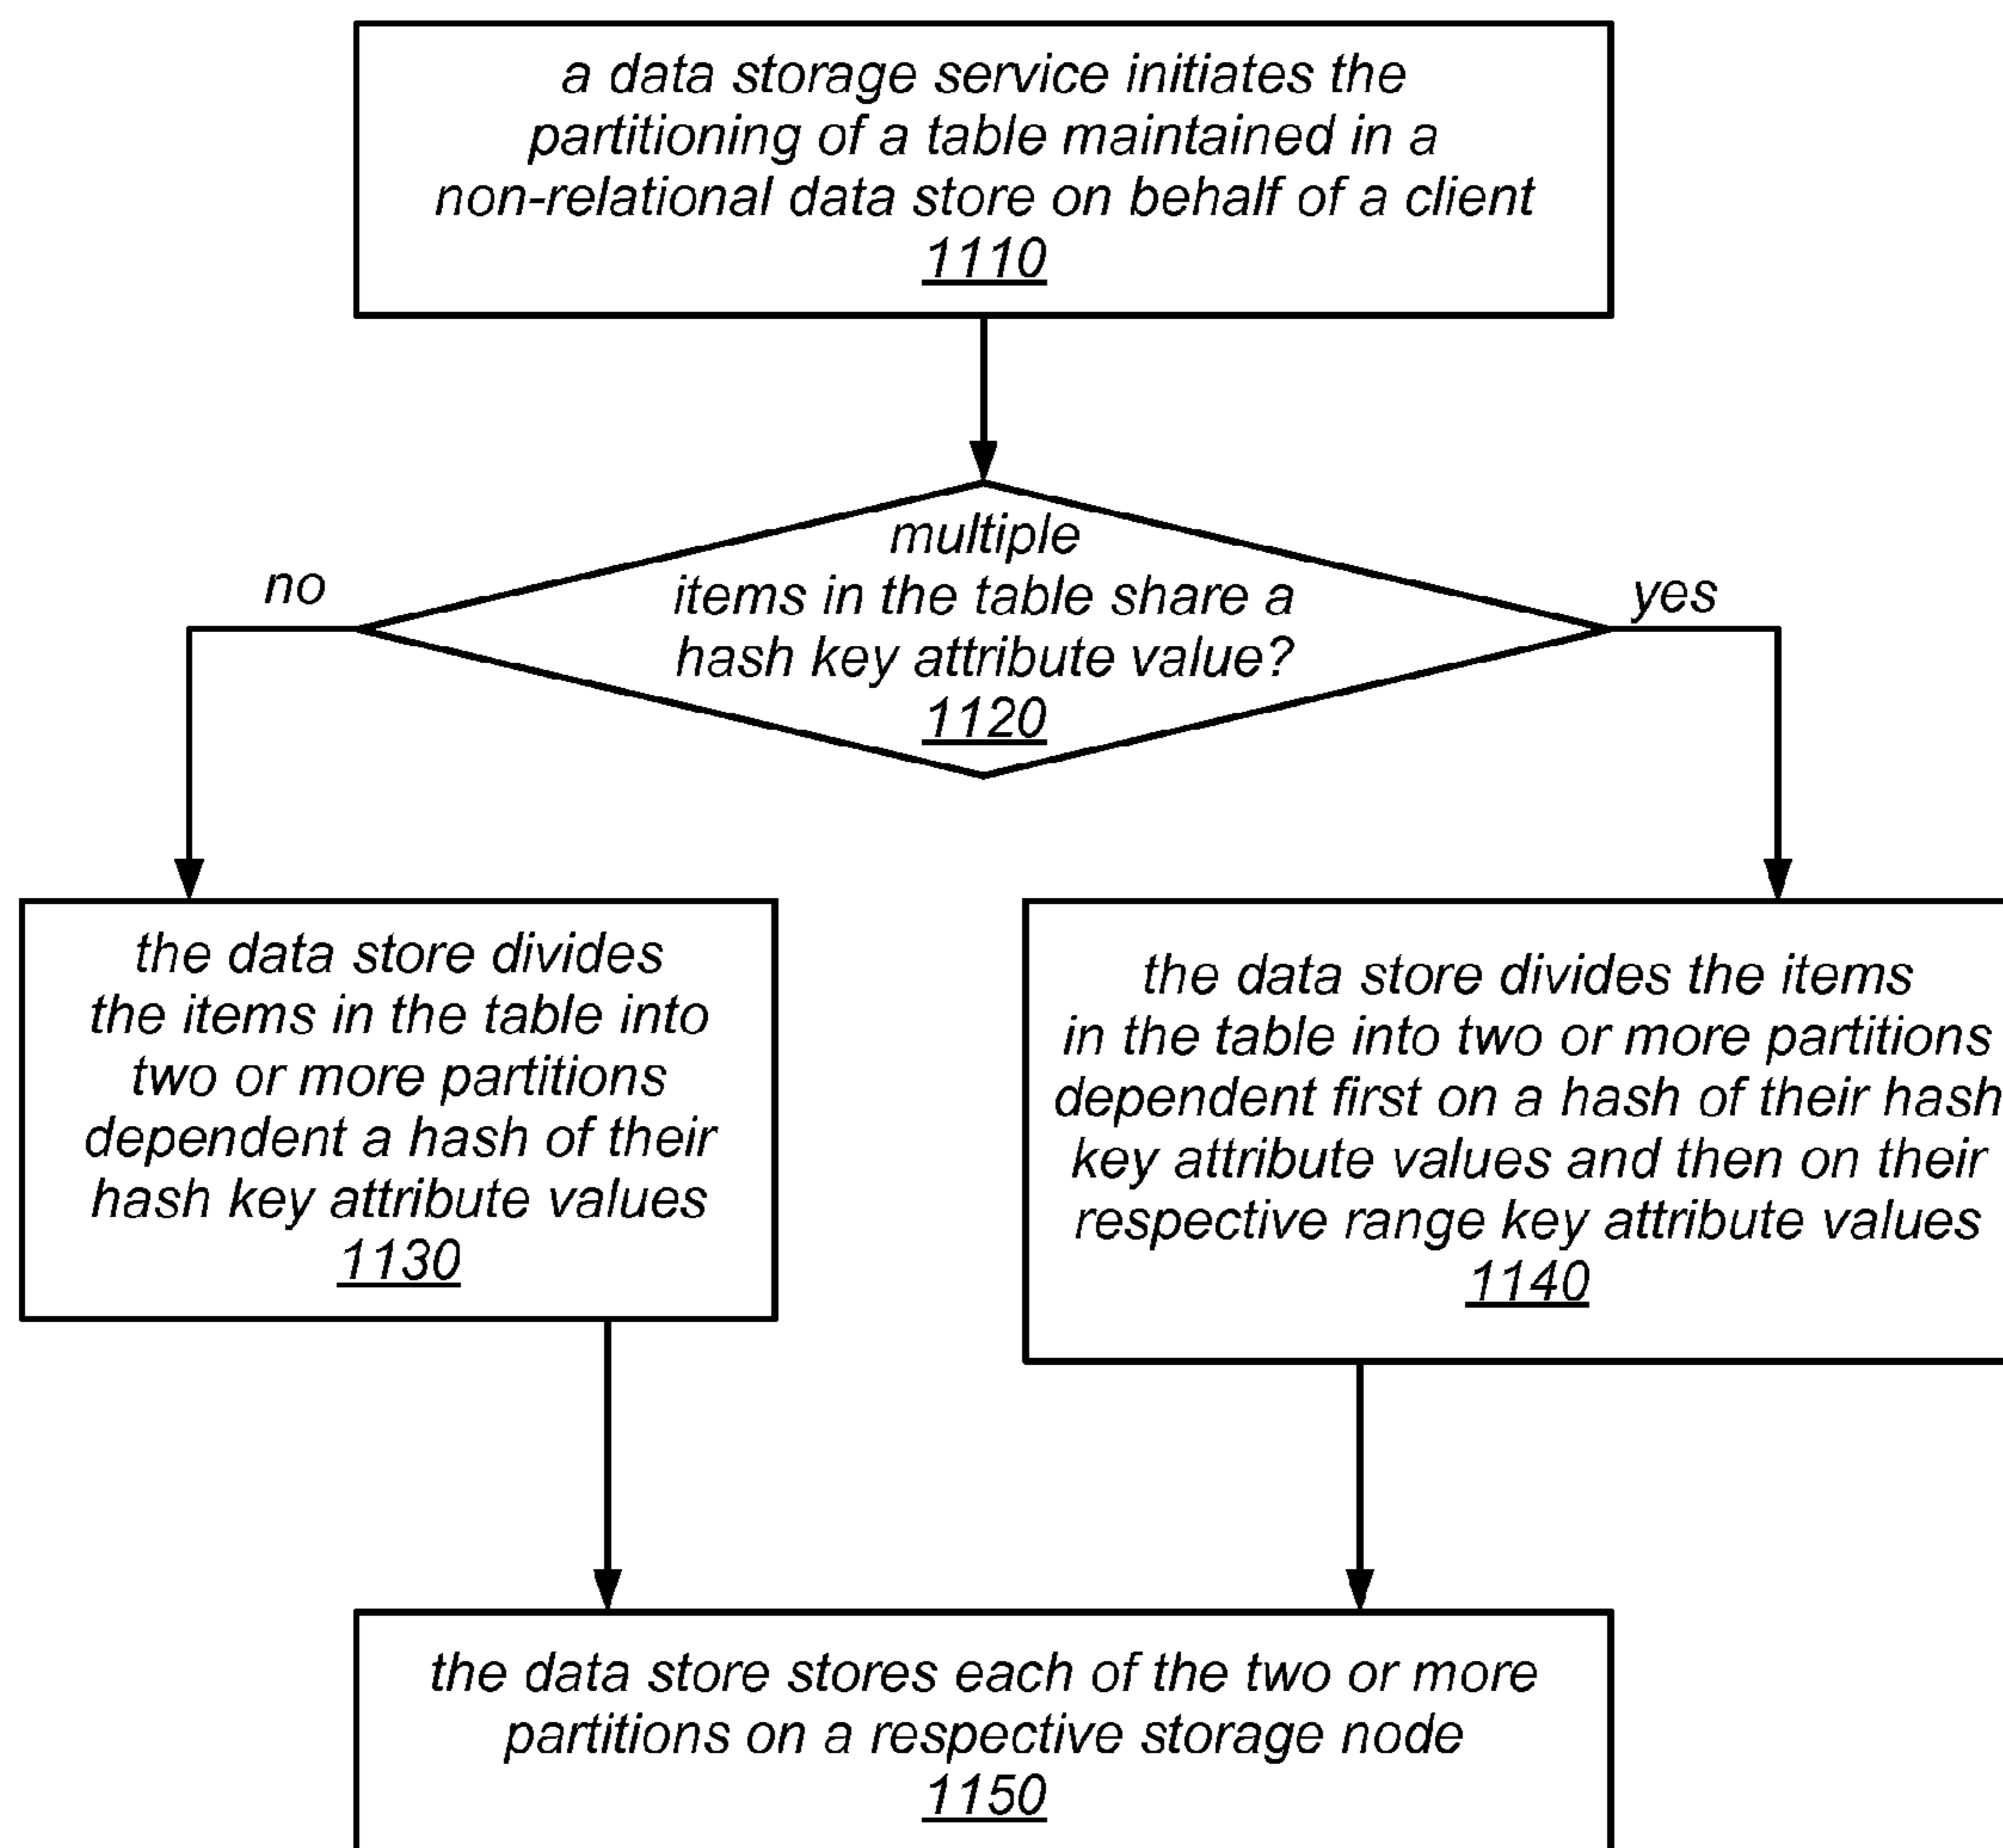 a data storage service initiates the
partitioning of a table maintained in a
non-relational data store on behalf of a client
1110
multiple
items in the table share a
hash key attribute value?
1120
no
yes
the data store divides
the items in the table into
two or more partitions
dependent a hash of their
hash key attribute values
1130
the data store divides the items
in the table into two or more partitions
dependent first on a hash of their hash
key attribute values and then on their
respective range key attribute values
1140
the data store stores each of the two or more
partitions on a respective storage node
1150